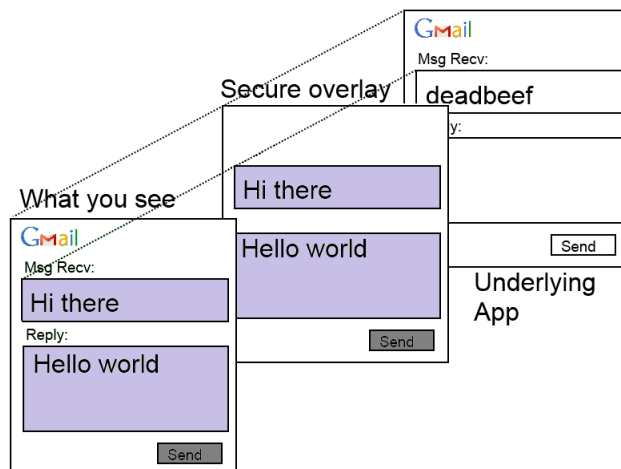 Gmail
Msg Recv:
deadbeef
y:
Send
Underlying
App
Secure overlay
Hi there
Hello world
Send
What you see
Gmail
Msg Recv:
Hi there
Reply:
Hello world
Send